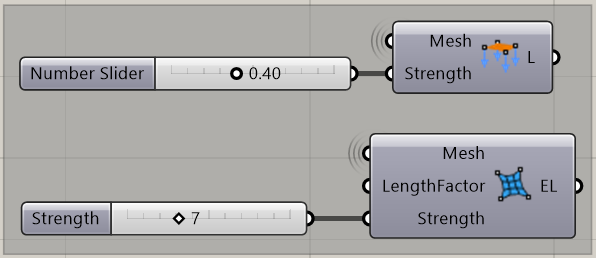 Mesh
L
Number Slider 0.40 Strength
Mesh
LengthFactor EL
Strength 7 Strength